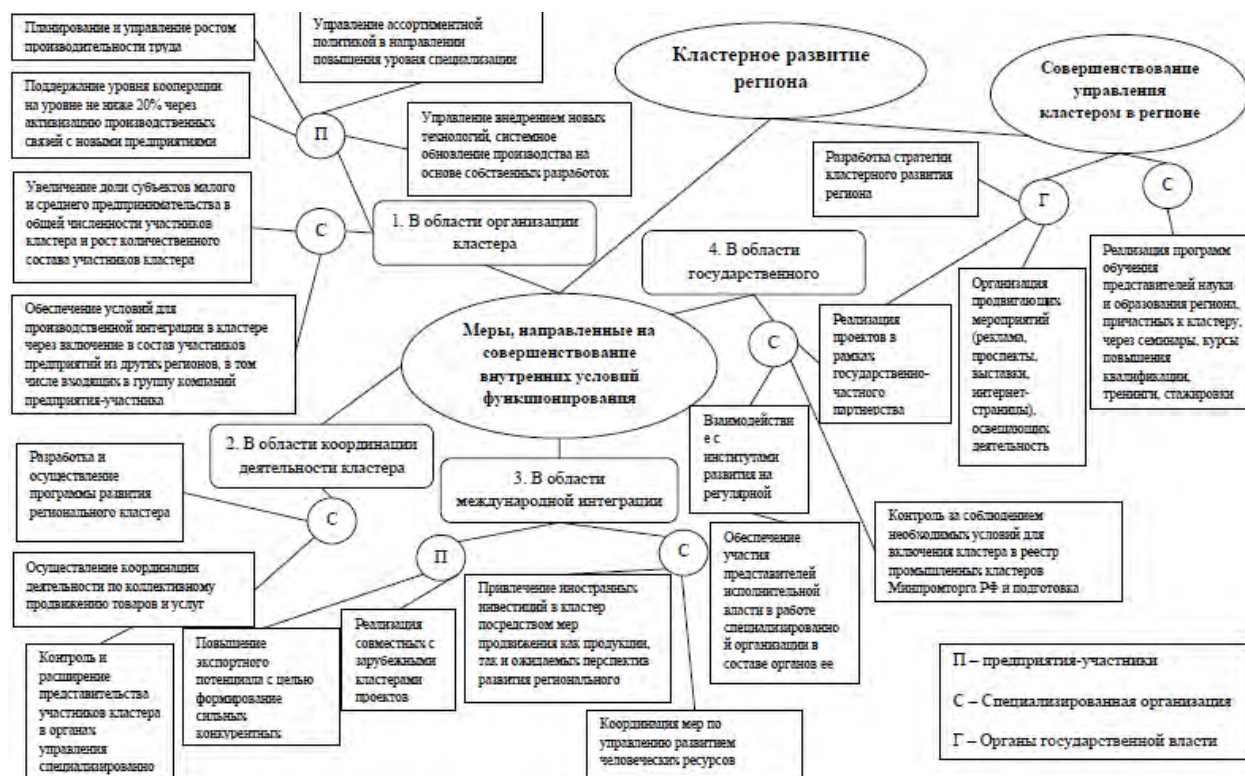 Планирование и управление ростом
производительности труда
Управление ассортиментной
политикой в направлении
повышения уровня специализации
Кластерное развитие
региона
Совершенствование
управления
кластером в регионе
Поддержание уровня кооперации
на уровне не ниже 20% через
активизацию производственных
связей с новыми предприятиями
П
Управление внедрением новых
технологий, системное
обновление производства на
основе собственных разработок
Разработка стратегии
кластерного развития
региона
Г
С
Увеличение доли субъектов малого
и среднего предпринимательства в
общей численности участников
кластера и рост количественного
состава участников кластера
С
1. В области организации
кластера
4. В области
государственного
Обеспечение условий для
производственной интеграции в кластере
через включение в состав участников
предприятий из других регионов, в том
числе входящих в группу компаний
предприятия-участника
Меры, направленные на
совершенствование
внутренних условий
функционирования
С
Реализация
проектов в
рамках
государственно-
частного
партнерства
Организация
продвигающих
мероприятий
(реклама,
проспекты,
выставки,
интернет-
страницы),
освещающих
деятельность
Реализация программ
обучения
представителей науки
и образования региона,
причастных к кластеру,
через семинары, курсы
повышения
квалификации,
тренинги, стажировки
2. В области координации
деятельности кластера
Взаимодействи
е с
институтами
развития на
регулярной
Разработка и
осуществление
программы развития
регионального кластера
С
3. В области
международной интеграции
Осуществление координации
деятельности по коллективному
продвижению товаров и услуг
П
С
Обеспечение
участия
представителей
исполнительной
власти в работе
специализированно
й организации в
составе органов ее
Контроль за соблюдением
необходимых условий для
включения кластера в реестр
промышленных кластеров
Минпромторга РФ и подготовка
Контроль и
расширение
представительства
участников кластера
в органах
управления
специализированно
Повышение
экспортного
потенциала с целью
формирование
сильных
конкурентных
Реализация
совместных с
зарубежными
кластерами
проектов
Привлечение иностранных
инвестиций в кластер
посредством мер
продвижения как продукции,
так и ожидаемых перспектив
развития регионального
Координация мер по
управлению развитием
человеческих ресурсов
П – предприятия-участники
С – Специализированная организация
Г – Органы государственной власти